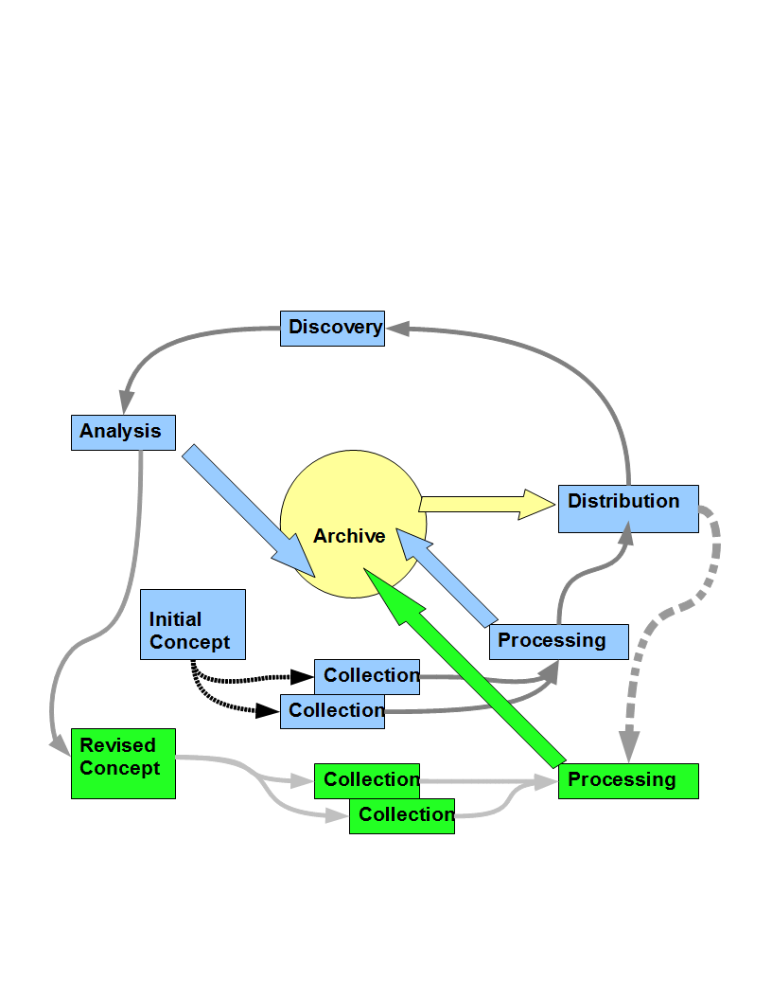 Discovery
Analysis
Distribution
Archive
Initial
Concept
Processing
Collection
Collection
Revised
Concept
Collection
Processing
Collection